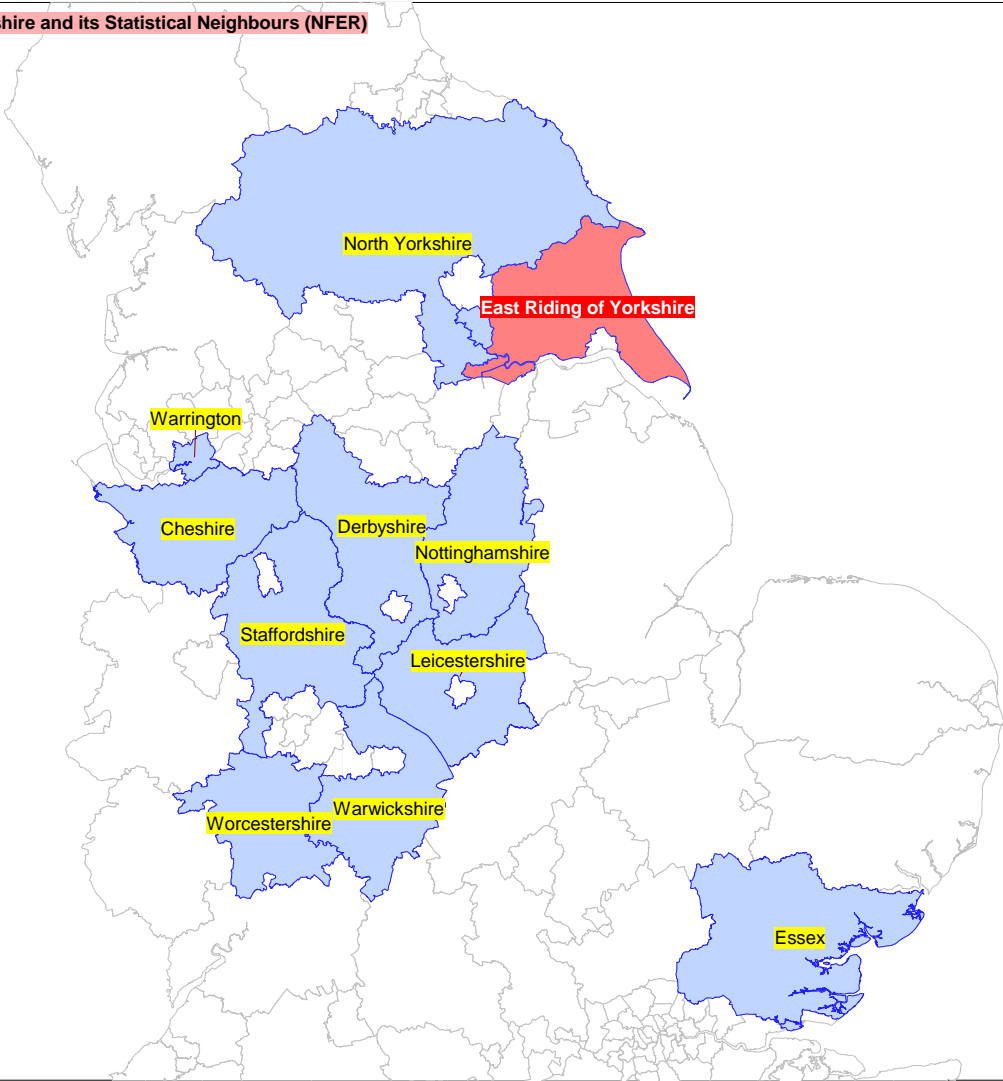 hire and its Statistical Neighbours (NFER)
North Yorkshire
East Riding of Yorkshire
Warrington
Cheshire
Derbyshire
Nottinghamshire
Staffordshire
Leicestershire
Worcestershire
Warwickshire
Essex